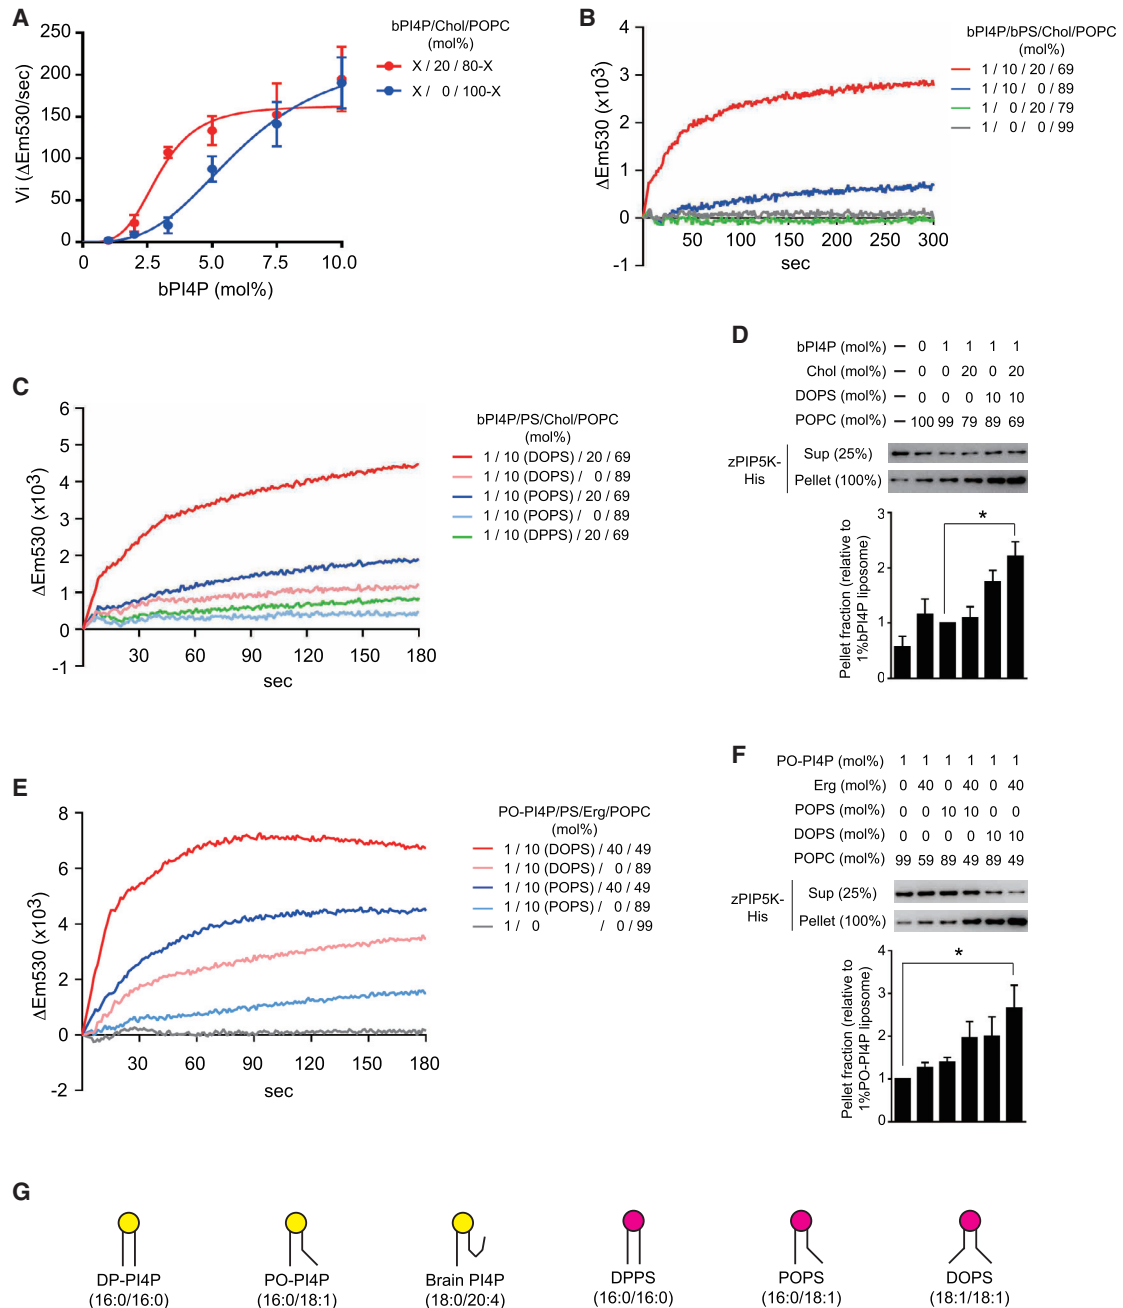 A
250
200
150
100
50
0
Vi (ΔEm530/sec)
0 2.5 5.0 7.5 10.0
bPI4P (mol%)
bPI4P/Chol/POPC
(mol%)
X / 20 / 80-X
X / 0 / 100-X
B
4
3
2
1
0
-1
ΔEm530 (x10³)
50 100 150 200 250 300
sec
bPI4P/bPS/Chol/POPC
(mol%)
1 / 10 / 20 / 69
1 / 10 / 0 / 89
1 / 0 / 20 / 79
1 / 0 / 0 / 99
C
6
5
4
3
2
1
0
-1
ΔEm530 (x10³)
30 60 90 120 150 180
sec
bPI4P/PS/Chol/POPC
(mol%)
1 / 10 (DOPS) / 20 / 69
1 / 10 (DOPS) / 0 / 89
1 / 10 (POPS) / 20 / 69
1 / 10 (POPS) / 0 / 89
1 / 10 (DPPS) / 20 / 69
D
bPI4P (mol%) – 0 1 1 1 1
Chol (mol%) – 0 0 20 0 20
DOPS (mol%) – 0 0 0 10 10
POPC (mol%) – 100 99 79 89 69
zPIP5K-
His
Sup (25%)
Pellet (100%)
3
2
1
0
*
Pellet fraction (relative to
1%bPI4P liposome)
E
8
6
4
2
0
-2
ΔEm530 (x10³)
30 60 90 120 150 180
sec
PO-PI4P/PS/Erg/POPC
(mol%)
1 / 10 (DOPS) / 40 / 49
1 / 10 (DOPS) / 0 / 89
1 / 10 (POPS) / 40 / 49
1 / 10 (POPS) / 0 / 89
1 / 0 / 0 / 99
F
PO-PI4P (mol%) 1 1 1 1 1 1
Erg (mol%) 0 40 0 40 0 40
POPS (mol%) 0 0 10 10 0 0
DOPS (mol%) 0 0 0 0 10 10
POPC (mol%) 99 59 89 49 89 49
zPIP5K-
His
Sup (25%)
Pellet (100%)
4
3
2
1
0
*
Pellet fraction (relative to
1%PO-PI4P liposome)
G
DP-PI4P
(16:0/16:0)
PO-PI4P
(16:0/18:1)
Brain PI4P
(18:0/20:4)
DPPS
(16:0/16:0)
POPS
(16:0/18:1)
DOPS
(18:1/18:1)